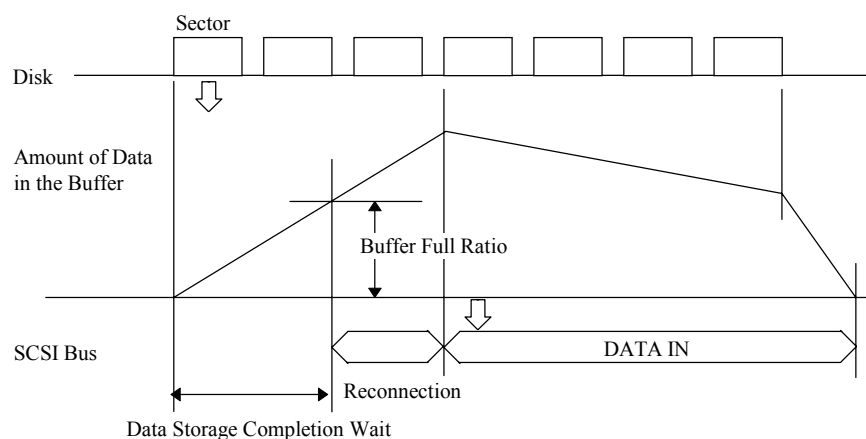 Sector
Disk
Amount of Data
in the Buffer
Buffer Full Ratio
SCSI Bus
DATA IN
Reconnection
Data Storage Completion Wait